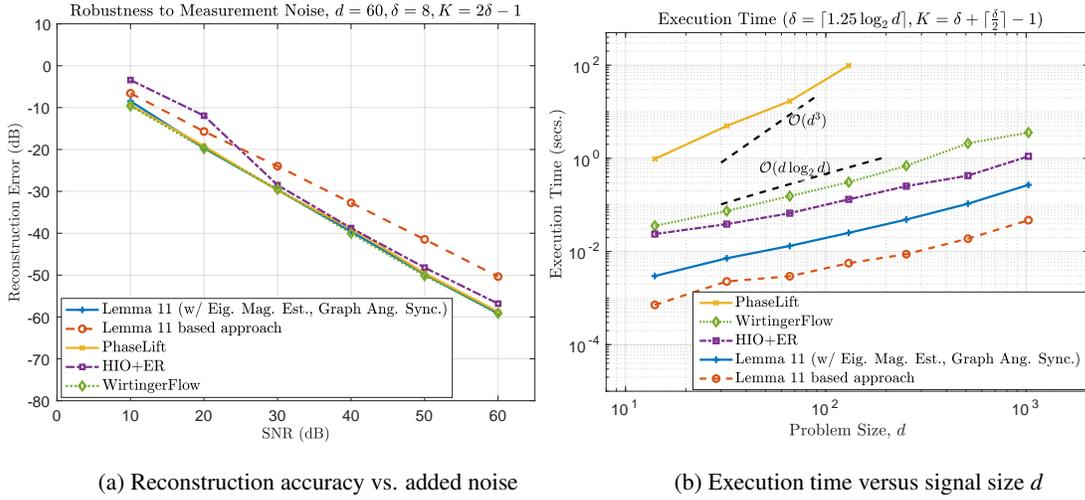 Robustness to Measurement Noise, d = 60, δ = 8, K = 2δ − 1
10
0
-10
-20
-30
-40
-50
-60
-70
-80
Reconstruction Error (dB)
Lemma 11 (w/ Eig. Mag. Est., Graph Ang. Sync.)
Lemma 11 based approach
PhaseLift
HIO+ER
WirtingerFlow
0
10
20
30
40
50
60
SNR (dB)
(a) Reconstruction accuracy vs. added noise
Execution Time (δ = ⌈1.25 log₂ d⌉, K = δ + ⌈δ/2⌉ − 1)
10²
10⁰
10⁻²
10⁻⁴
Execution Time (secs.)
O(d³)
O(d log₂ d)
PhaseLift
WirtingerFlow
HIO+ER
Lemma 11 (w/ Eig. Mag. Est., Graph Ang. Sync.)
Lemma 11 based approach
10¹
10²
10³
Problem Size, d
(b) Execution time versus signal size d